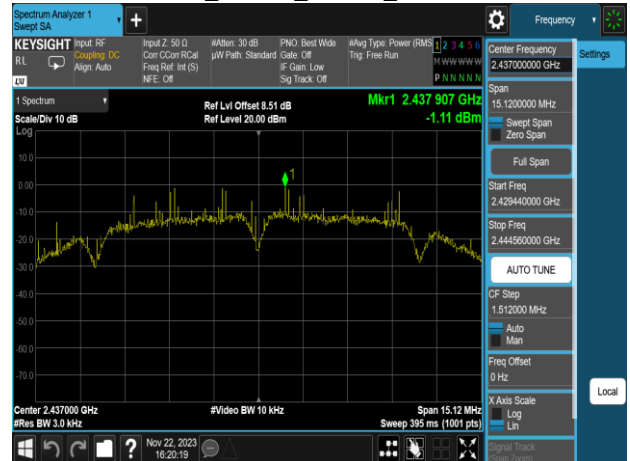 Spectrum Analyzer 1
Swept SA
Frequency
KEYSIGHT
RL
LXI
Input: RF
Coupling: DC
Align: Auto
Input Z: 50 Ω
Corr CCorr RCal
Freq Ref: Int (S)
NFE: Off
#Atten: 30 dB
µW Path: Standard
PNO: Best Wide
Gate: Off
IF Gain: Low
Sig Track: Off
#Avg Type: Power (RMS
Trig: Free Run
1 2 3 4 5 6
M W W W W W
P N N N N N
Center Frequency
2.437000000 GHz
Settings
Span
15.1200000 MHz
Swept Span
Zero Span
Full Span
Start Freq
2.429440000 GHz
Stop Freq
2.444560000 GHz
AUTO TUNE
CF Step
1.512000 MHz
Auto
Man
Freq Offset
0 Hz
X Axis Scale
Log
Lin
Local
Signal Track
(Span Zoom)
1 Spectrum
Scale/Div 10 dB
Log
Ref Lvl Offset 8.51 dB
Ref Level 20.00 dBm
Mkr1 2.437 907 GHz
-1.11 dBm
1
10.0
0.00
-10.0
-20.0
-30.0
-40.0
-50.0
-60.0
-70.0
Center 2.437000 GHz
#Res BW 3.0 kHz
#Video BW 10 kHz
Span 15.12 MHz
Sweep 395 ms (1001 pts)
?
Nov 22, 2023
16:20:19